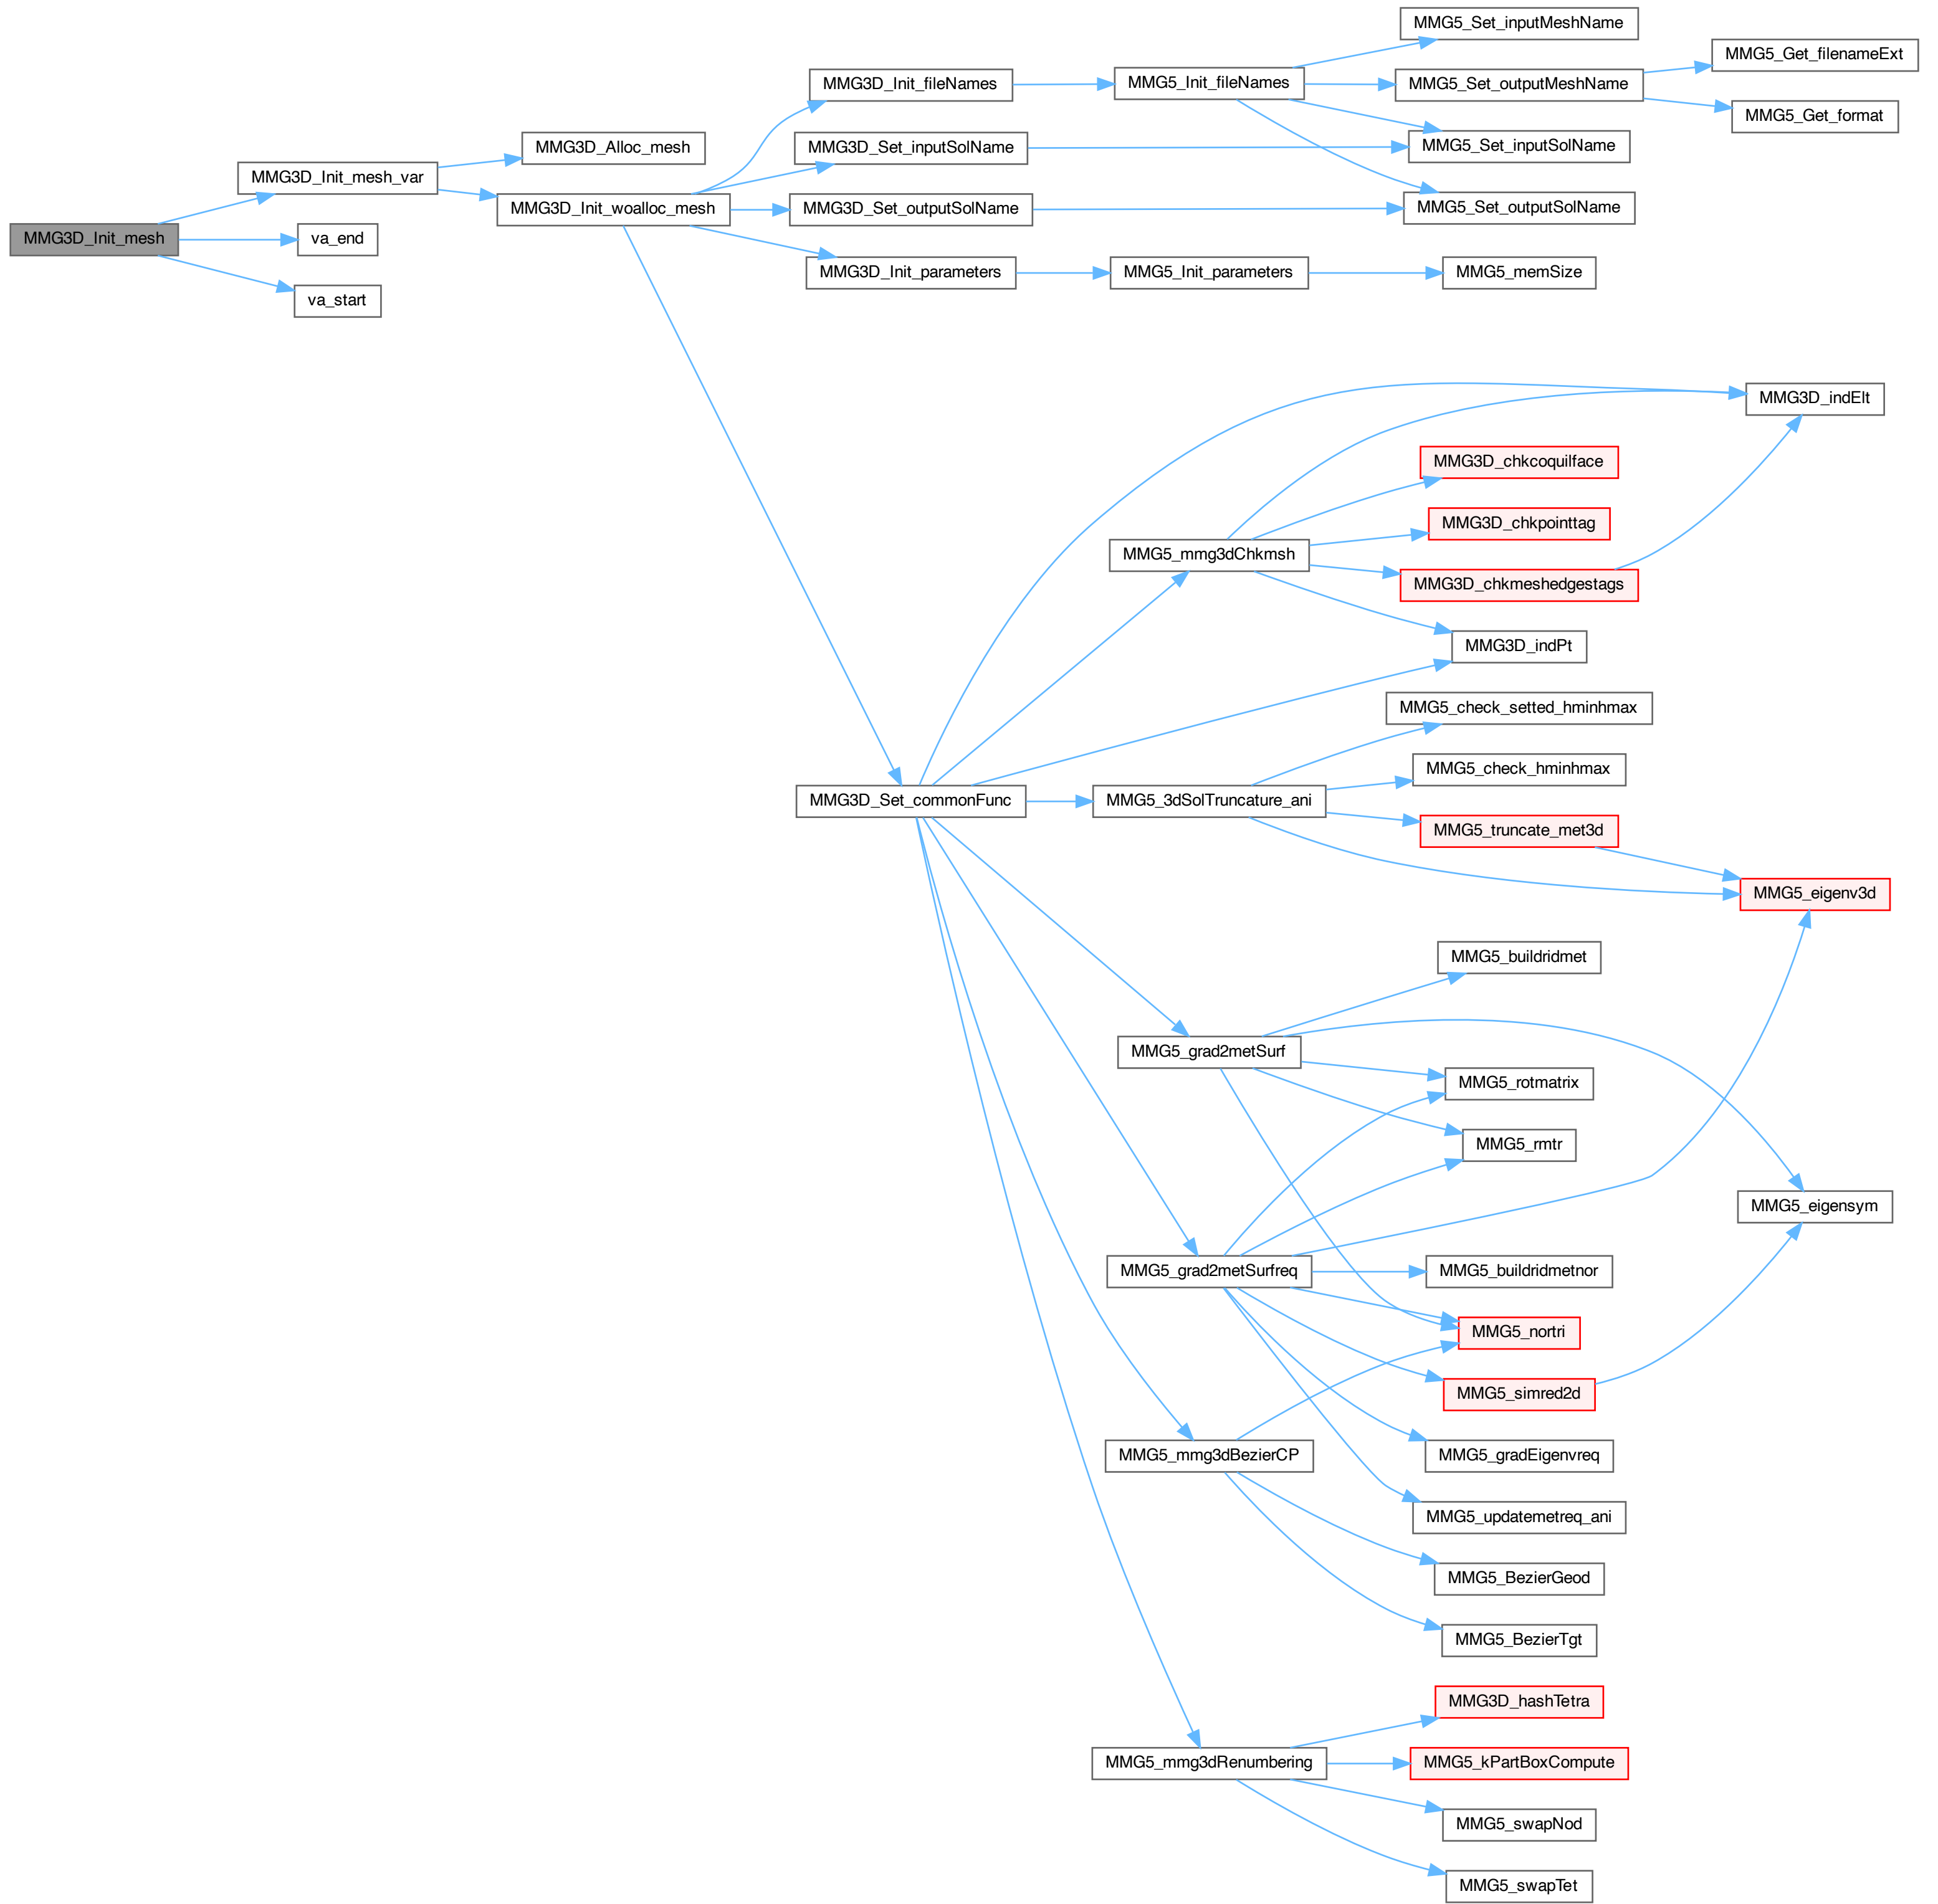 MMG5_Set_inputMeshName
MMG5_Get_filenameExt
MMG3D_Init_fileNames
MMG5_Init_fileNames
MMG5_Set_outputMeshName
MMG5_Get_format
MMG3D_Alloc_mesh
MMG3D_Set_inputSolName
MMG5_Set_inputSolName
MMG3D_Init_mesh_var
MMG3D_Init_woalloc_mesh
MMG3D_Set_outputSolName
MMG5_Set_outputSolName
MMG3D_Init_mesh
va_end
MMG3D_Init_parameters
MMG5_Init_parameters
MMG5_memSize
va_start
MMG3D_indElt
MMG3D_chkcoquilface
MMG3D_chkpointtag
MMG5_mmg3dChkmsh
MMG3D_chkmeshedgestags
MMG3D_indPt
MMG5_check_setted_hminhmax
MMG5_check_hminhmax
MMG3D_Set_commonFunc
MMG5_3dSolTruncature_ani
MMG5_truncate_met3d
MMG5_eigenv3d
MMG5_buildridmet
MMG5_grad2metSurf
MMG5_rotmatrix
MMG5_rmtr
MMG5_eigensym
MMG5_grad2metSurfreq
MMG5_buildridmetnor
MMG5_nortri
MMG5_simred2d
MMG5_mmg3dBezierCP
MMG5_gradEigenvreq
MMG5_updatemetreq_ani
MMG5_BezierGeod
MMG5_BezierTgt
MMG3D_hashTetra
MMG5_mmg3dRenumbering
MMG5_kPartBoxCompute
MMG5_swapNod
MMG5_swapTet